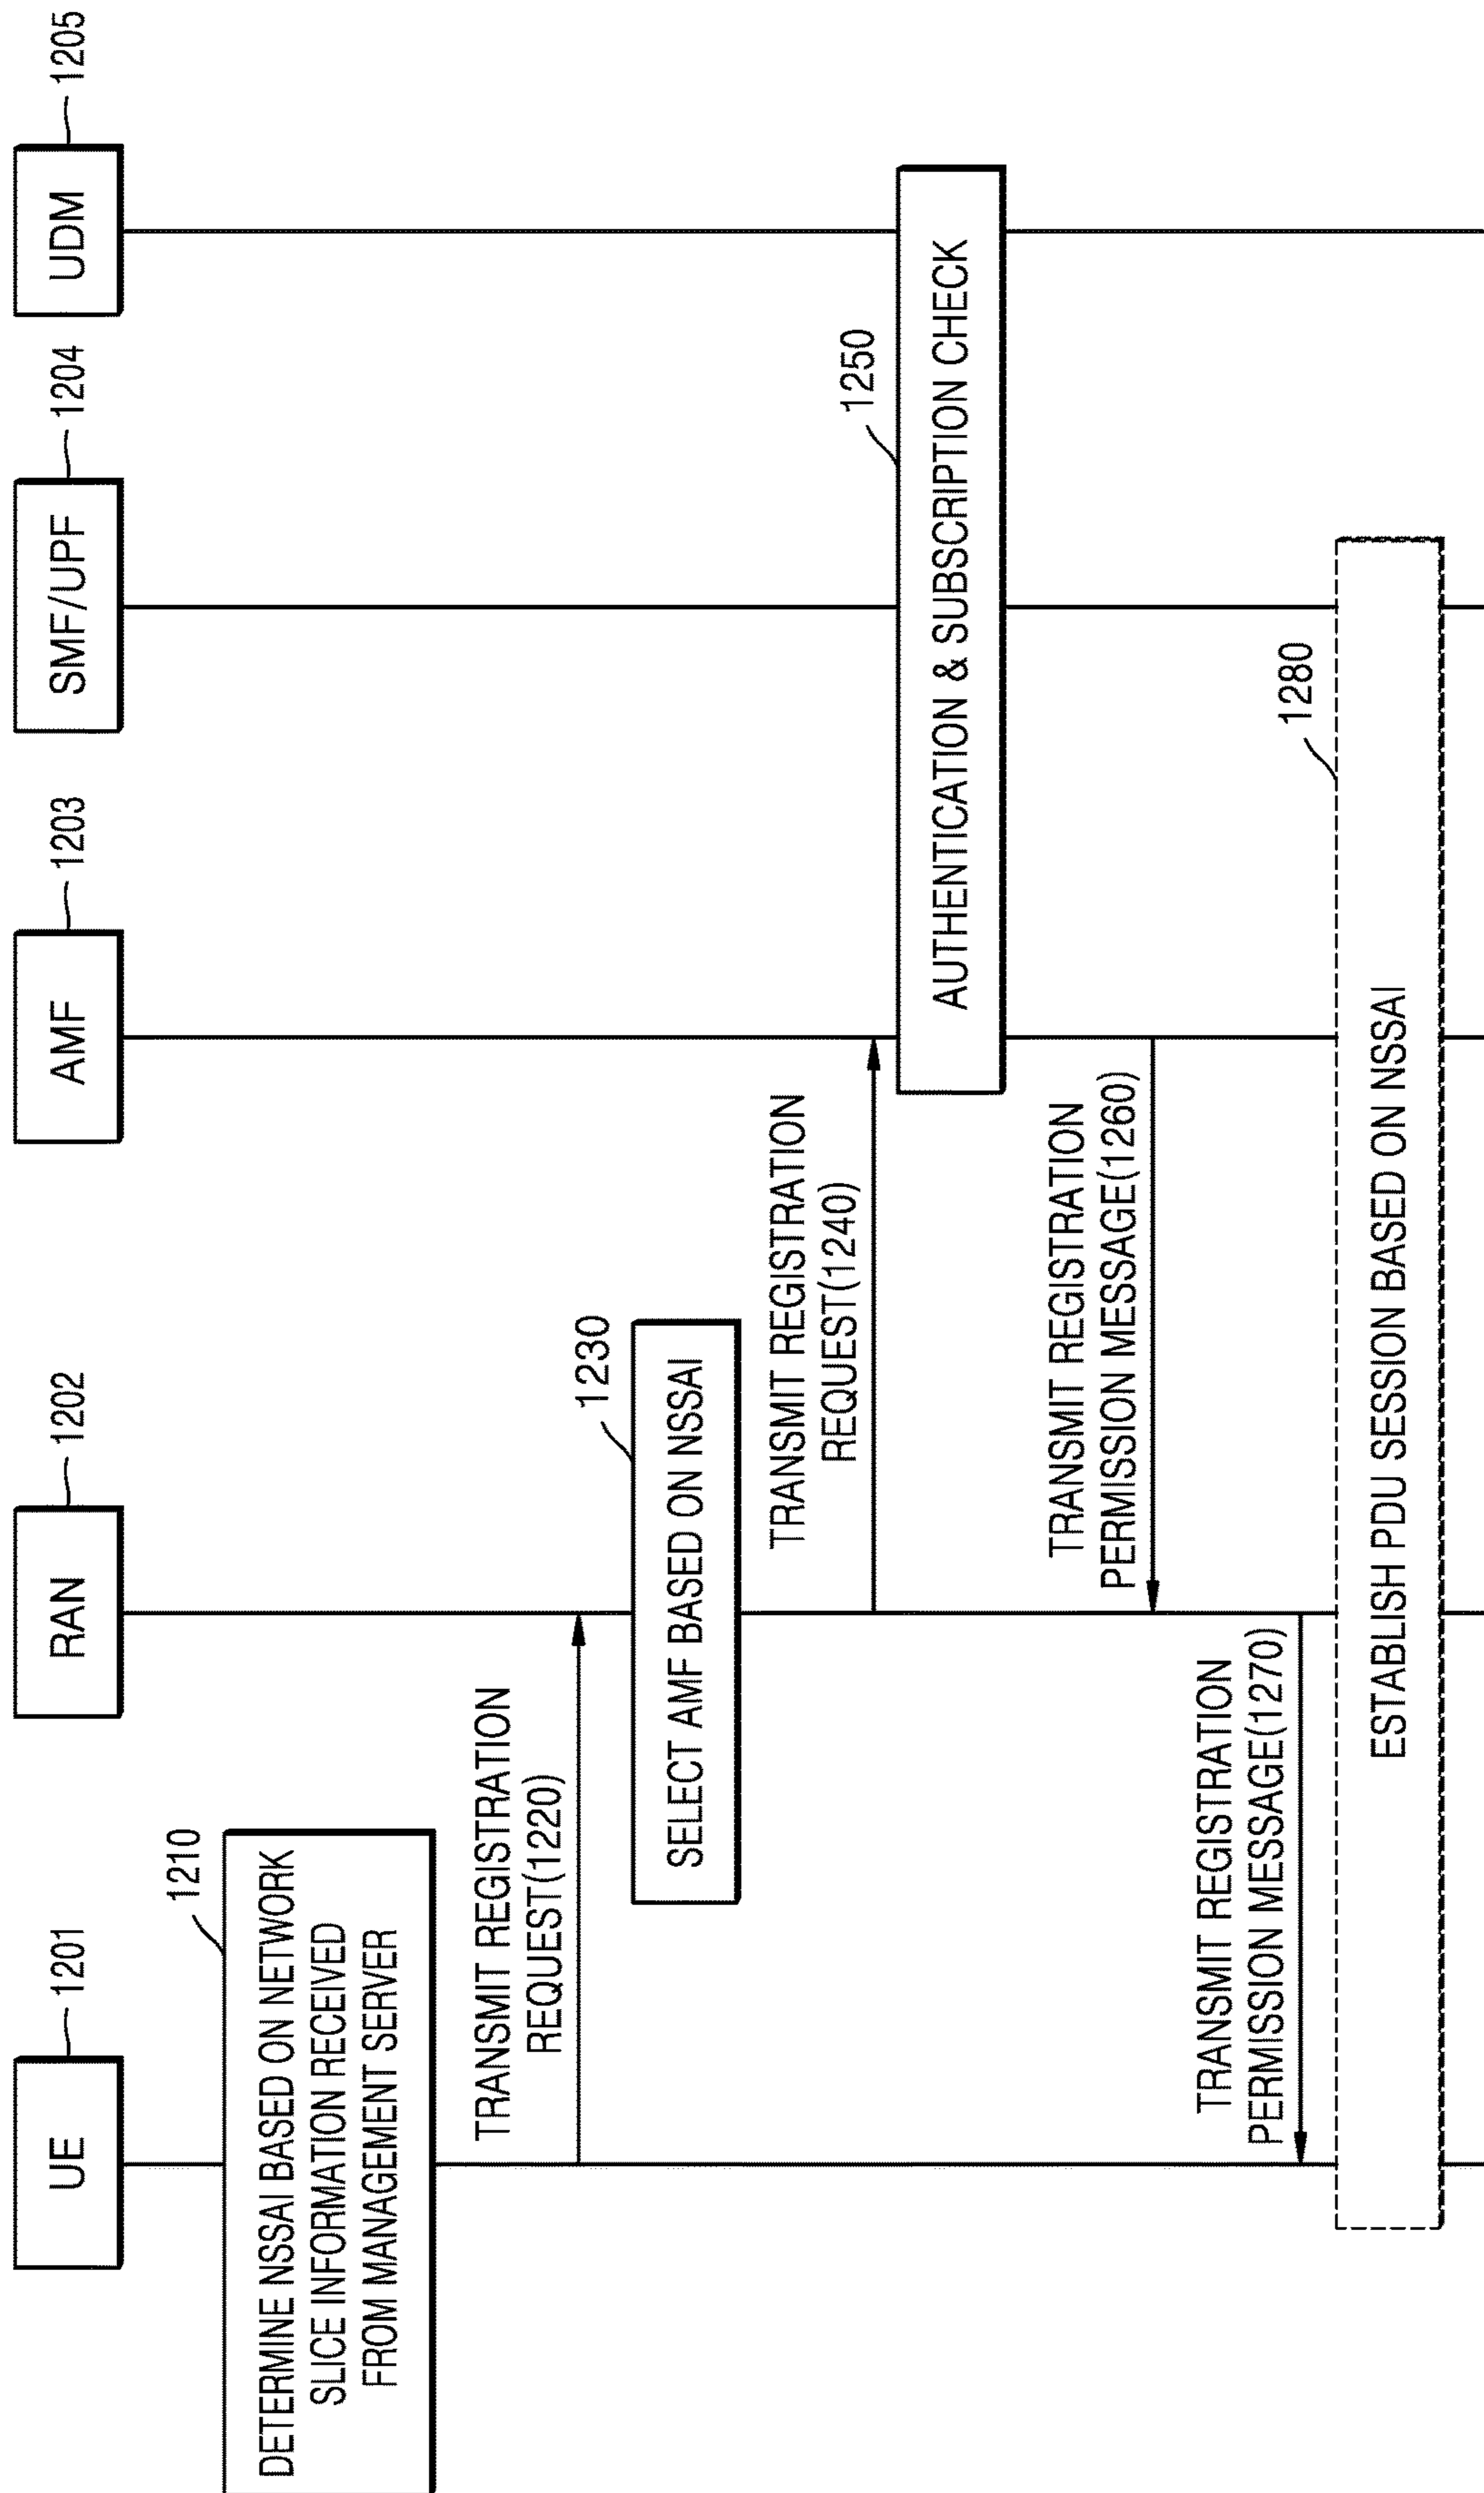 UE
1201
RAN
1202
AMF
1203
SMF/UPF
1204
UDM
1205
1210
DETERMINE NSSAI BASED ON NETWORK
SLICE INFORMATION RECEIVED
FROM MANAGEMENT SERVER
TRANSMIT REGISTRATION
REQUEST(1220)
1230
SELECT AMF BASED ON NSSAI
TRANSMIT REGISTRATION
REQUEST(1240)
1250
AUTHENTICATION & SUBSCRIPTION CHECK
TRANSMIT REGISTRATION
PERMISSION MESSAGE(1260)
TRANSMIT REGISTRATION
PERMISSION MESSAGE(1270)
1280
ESTABLISH PDU SESSION BASED ON NSSAI